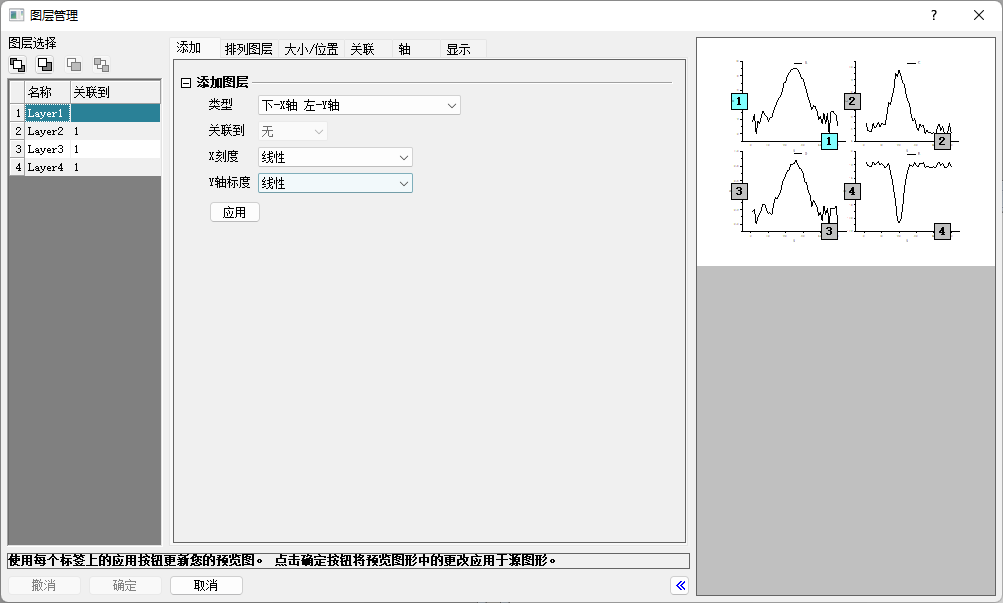 图层管理
?
图层选择
名称 关联到
1 Layer1
2 Layer2 1
3 Layer3 1
4 Layer4 1
添加 排列图层 大小/位置 关联 轴 显示
添加图层
类型 下-X轴 左-Y轴
关联到 无
X刻度 线性
Y轴标度 线性
应用
1 1
2 2
3 3
4 4
使用每个标签上的应用按钮更新您的预览图。 点击确定按钮将预览图形中的更改应用于源图形。
撤消 确定 取消